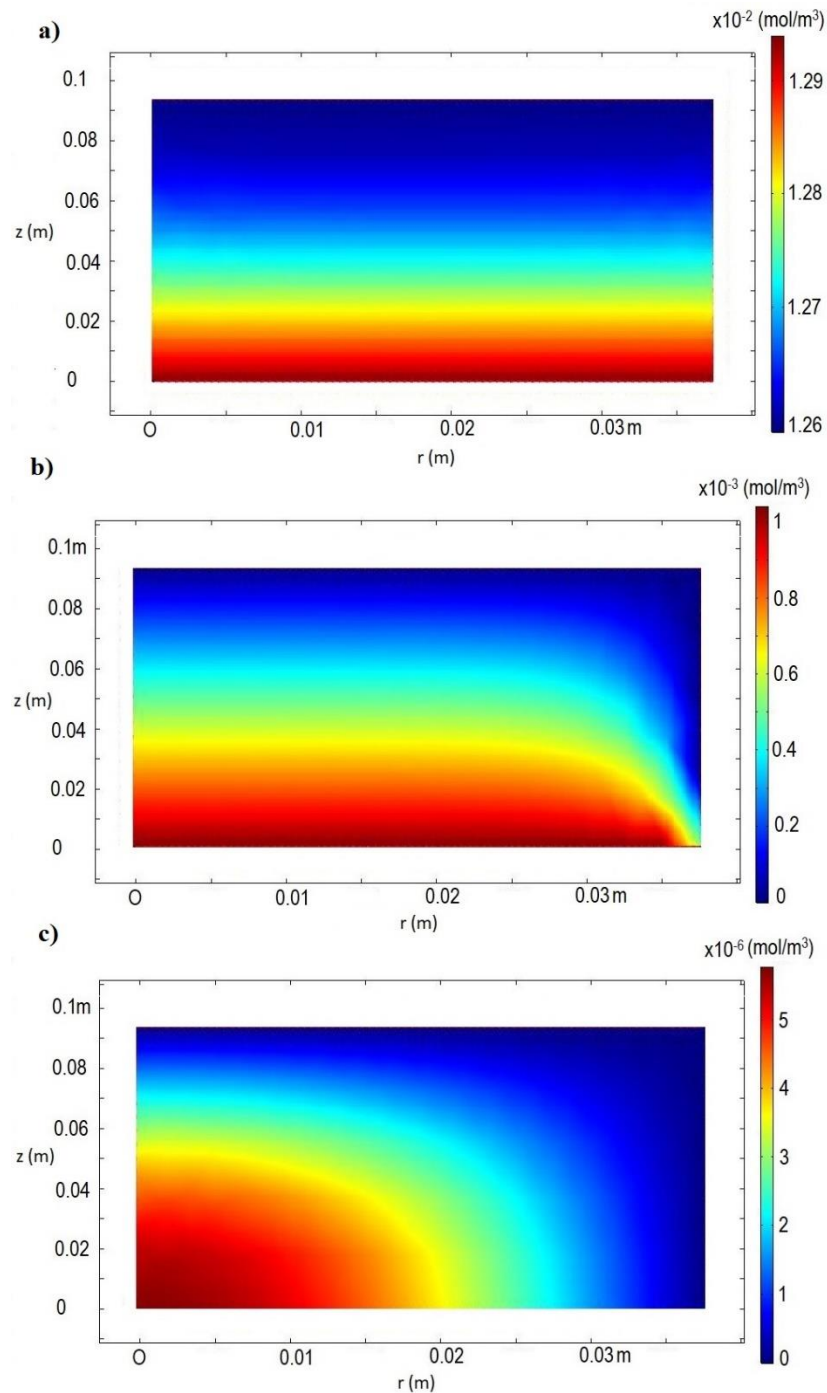 a)
x10-2 (mol/m3)
0.1
0.08
0.06
z (m)
0.04
0.02
0
O
0.01
0.02
0.03 m
r (m)
1.29
1.28
1.27
1.26
b)
x10-3 (mol/m3)
0.1m
0.08
0.06
z (m)
0.04
0.02
0
O
0.01
0.02
0.03 m
r (m)
1
0.8
0.6
0.4
0.2
0
c)
x10-6 (mol/m3)
0.1m
0.08
0.06
z (m)
0.04
0.02
0
O
0.01
0.02
0.03 m
r (m)
5
4
3
2
1
0